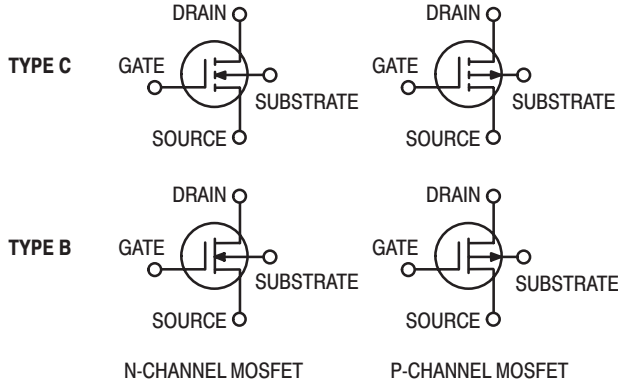 DRAIN DRAIN
TYPE C GATE GATE
SUBSTRATE SUBSTRATE
SOURCE SOURCE
DRAIN DRAIN
TYPE B GATE GATE
SUBSTRATE SUBSTRATE
SOURCE SOURCE
N-CHANNEL MOSFET P-CHANNEL MOSFET